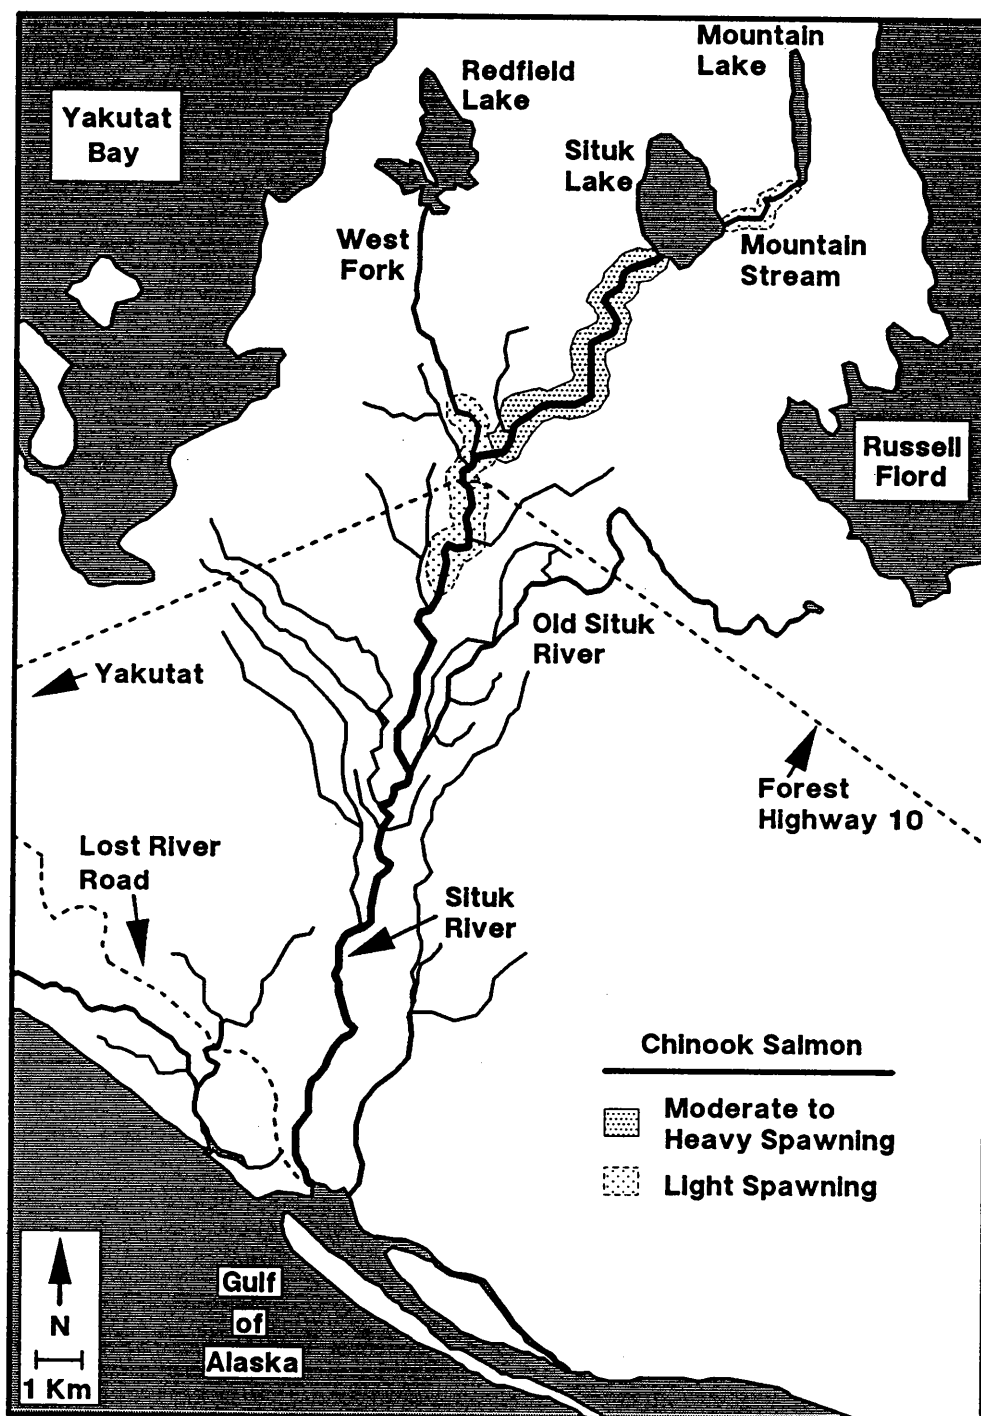 Mountain
Lake
Redfield
Lake
Yakutat
Bay
Situk
Lake
West
Fork
Mountain
Stream
Russell
Fiord
Old Situk
River
Yakutat
Forest
Highway 10
Lost River
Road
Situk
River
Chinook Salmon
Moderate to
Heavy Spawning
Light Spawning
N
1 Km
Gulf
of
Alaska